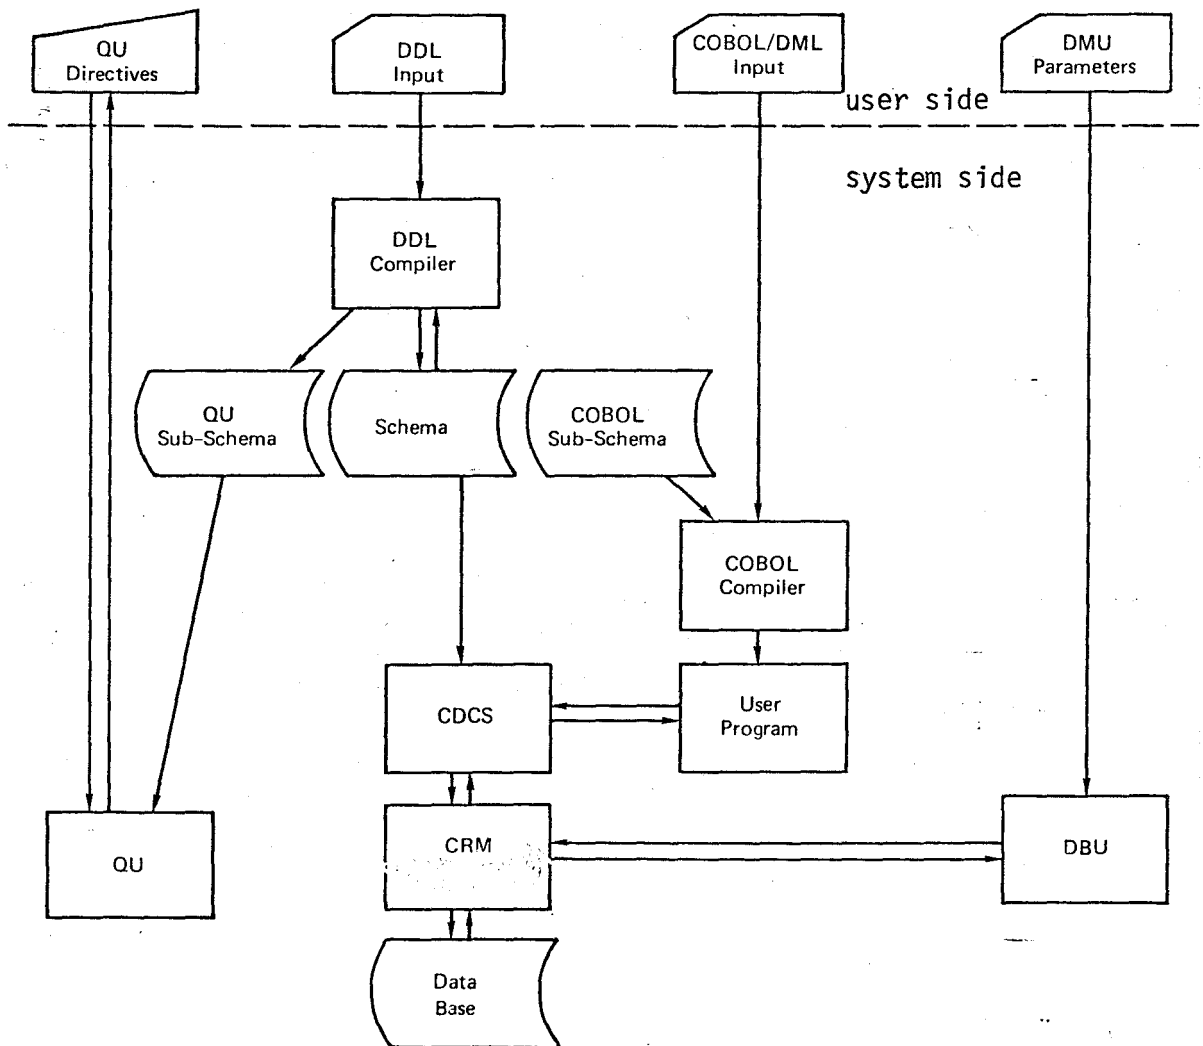 QU
Directives
DDL
Input
COBOL/DML
Input
DMU
Parameters
user side
system side
DDL
Compiler
QU
Sub-Schema
Schema
COBOL
Sub-Schema
COBOL
Compiler
CDCS
User
Program
QU
CRM
DBU
Data
Base